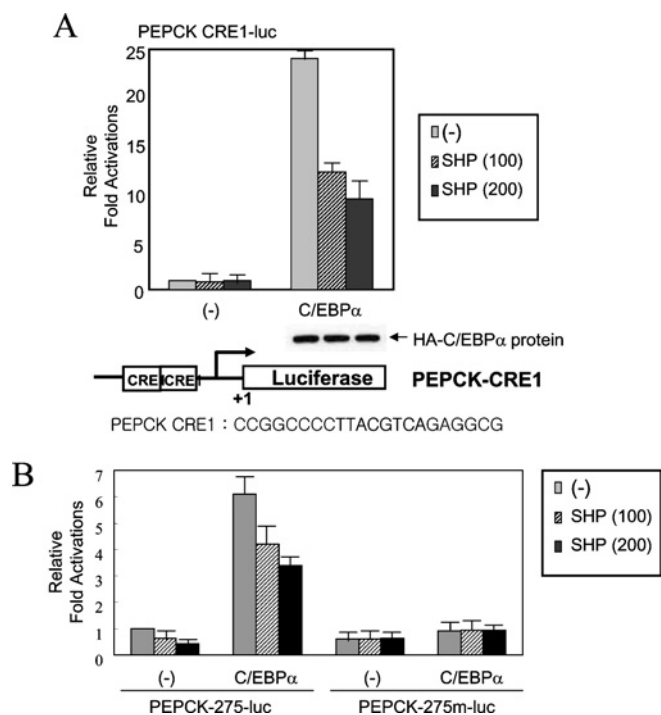 A
PEPCK CRE1-luc
Relative
Fold Activations
25
20
15
10
5
0
(-)
C/EBPα
(-)
SHP (100)
SHP (200)
HA-C/EBPα protein
CRE CRE
Luciferase
PEPCK-CRE1
+1
PEPCK CRE1 : CCGGCCCCTTACGTCAGAGGCG
B
Relative
Fold Activations
7
6
5
4
3
2
1
0
(-)
C/EBPα
(-)
C/EBPα
PEPCK-275-luc
PEPCK-275m-luc
(-)
SHP (100)
SHP (200)